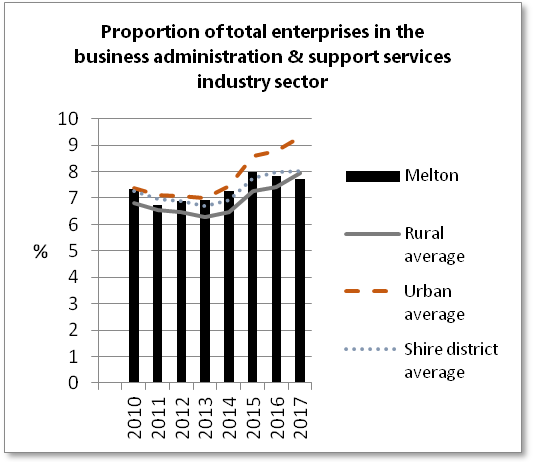 Proportion of total enterprises in the
business administration & support services
industry sector
10
9
8
7
6
5
4
3
2
1
0
%
2010
2011
2012
2013
2014
2015
2016
2017
Melton
Rural
average
Urban
average
Shire district
average